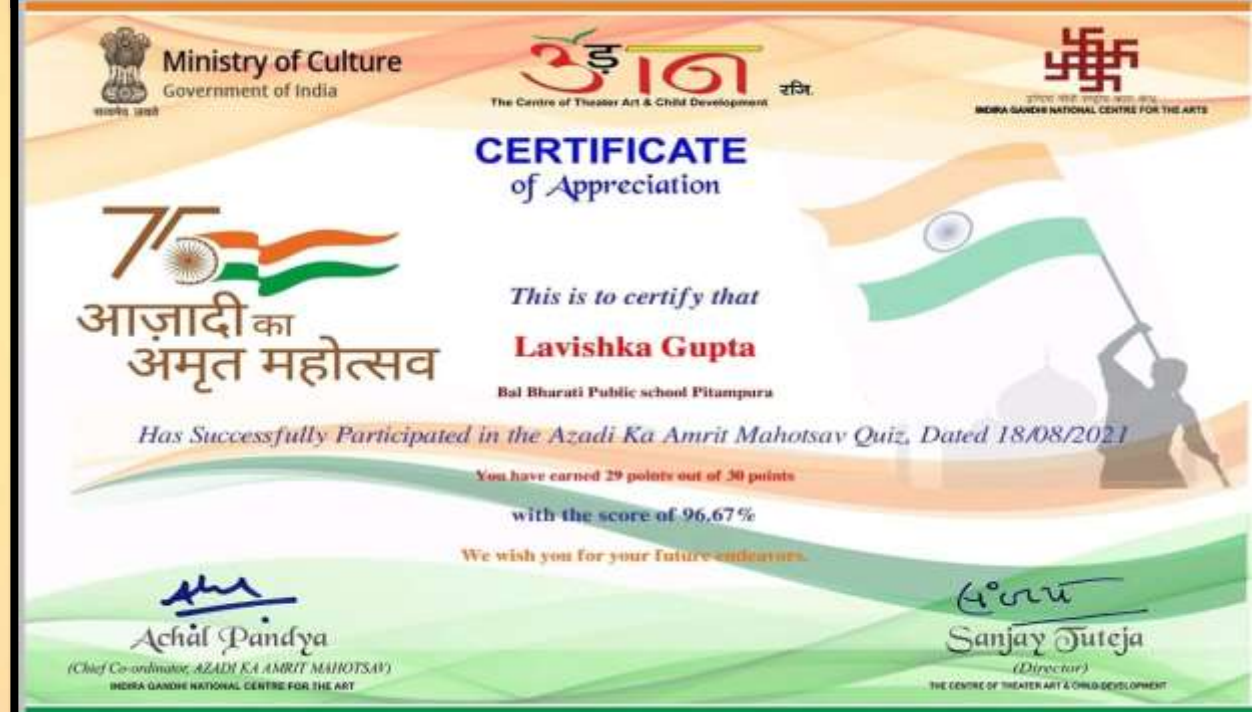 Ministry of Culture
Government of India
सत्यमेव जयते
उड़ान रजि.
The Centre of Theater Art & Child Development
INDIRA GANDHI NATIONAL CENTRE FOR THE ARTS
CERTIFICATE
of Appreciation
75
आज़ादी का
अमृत महोत्सव
This is to certify that
Lavishka Gupta
Bal Bharati Public school Pitampura
Has Successfully Participated in the Azadi Ka Amrit Mahotsav Quiz, Dated 18/08/2021
You have earned 29 points out of 30 points
with the score of 96.67%
We wish you for your future endeavors.
Achal Pandya
(Chief Co-ordinator, AZADI KA AMRIT MAHOTSAV)
INDIRA GANDHI NATIONAL CENTRE FOR THE ART
संजय
Sanjay Tuteja
(Director)
THE CENTRE OF THEATER ART & CHILD DEVELOPMENT